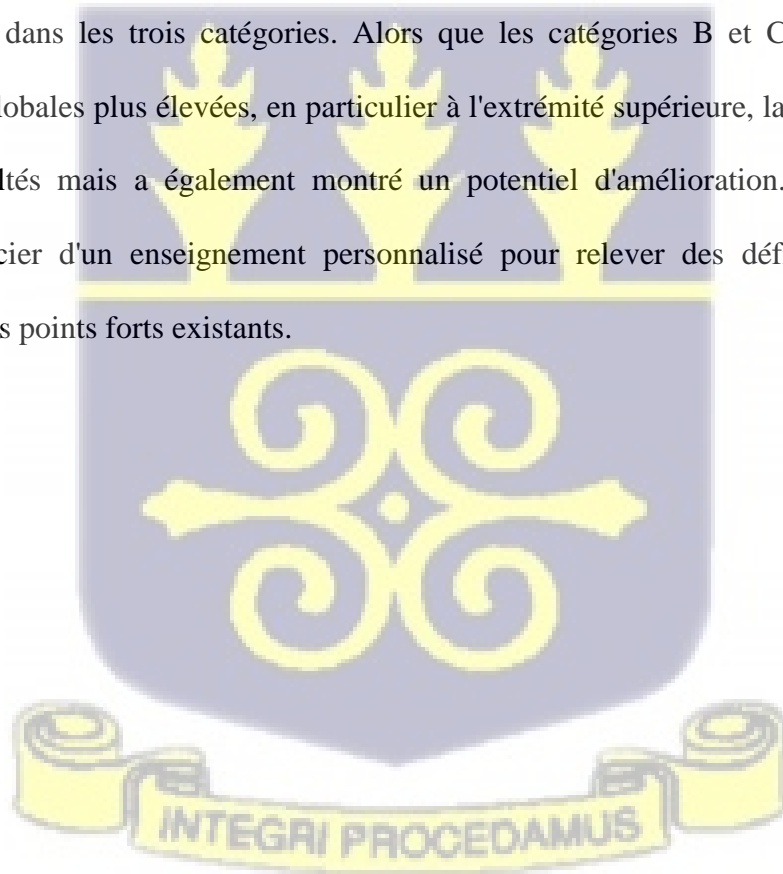 dans les trois catégories. Alors que les catégories B et C
lobales plus élevées, en particulier à l'extrémité supérieure, la
ltés mais a également montré un potentiel d'amélioration.
cier d'un enseignement personnalisé pour relever des déf
s points forts existants.
INTEGRI PROCEDAMUS